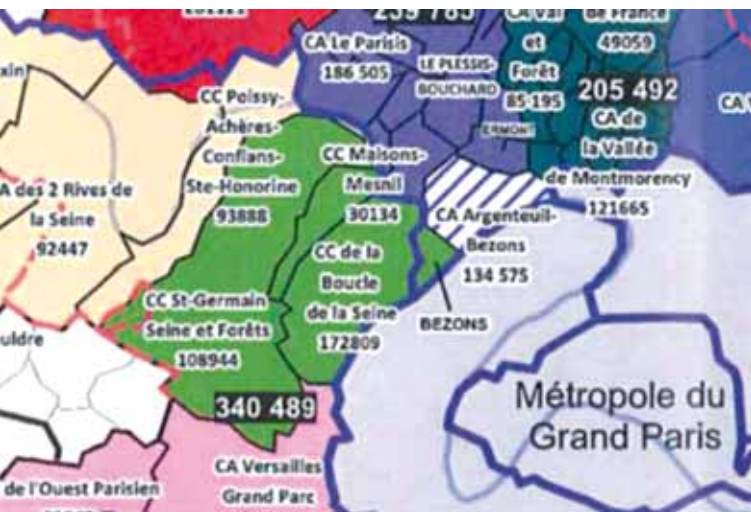 CA Le Parisis
186 505
LE PLESSIS-
BOUCHARD
ERMONT
CA Val
et
Forêt
85 195
de France
49059
205 492
CA de
la Vallée
de Montmorency
121665
CC Poissy-
Achères-
Conflans-
Ste-Honorine
93888
CC Maisons-
Mesnil
30134
A des 2 Rives de
la Seine
92447
CA Argenteuil-
Bezons
134 575
CC de la
Boucle
de la Seine
172809
BEZONS
CC St-Germain
Seine et Forêts
108944
340 489
Métropole du
Grand Paris
CA Versailles
Grand Parc
de l'Ouest Parisien